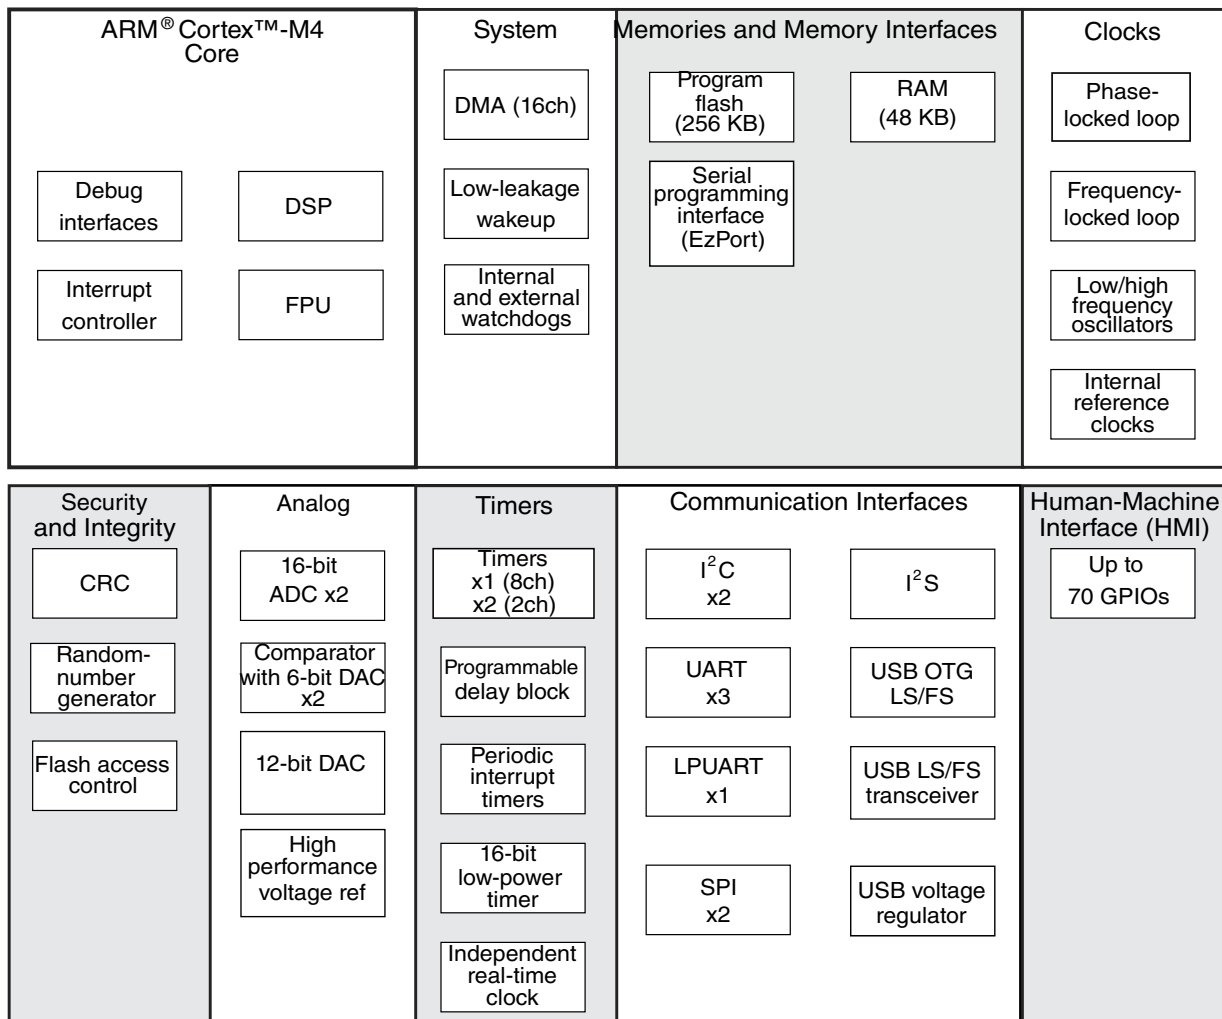 ARM® Cortex™-M4
Core
Debug
interfaces
DSP
Interrupt
controller
FPU
System
DMA (16ch)
Low-leakage
wakeup
Internal
and external
watchdogs
Memories and Memory Interfaces
Program
flash
(256 KB)
RAM
(48 KB)
Serial
programming
interface
(EzPort)
Clocks
Phase-
locked loop
Frequency-
locked loop
Low/high
frequency
oscillators
Internal
reference
clocks
Security
and Integrity
CRC
Random-
number
generator
Flash access
control
Analog
16-bit
ADC x2
Comparator
with 6-bit DAC
x2
12-bit DAC
High
performance
voltage ref
Timers
Timers
x1 (8ch)
x2 (2ch)
Programmable
delay block
Periodic
interrupt
timers
16-bit
low-power
timer
Independent
real-time
clock
Communication Interfaces
I²C
x2
I²S
UART
x3
USB OTG
LS/FS
LPUART
x1
USB LS/FS
transceiver
SPI
x2
USB voltage
regulator
Human-Machine
Interface (HMI)
Up to
70 GPIOs